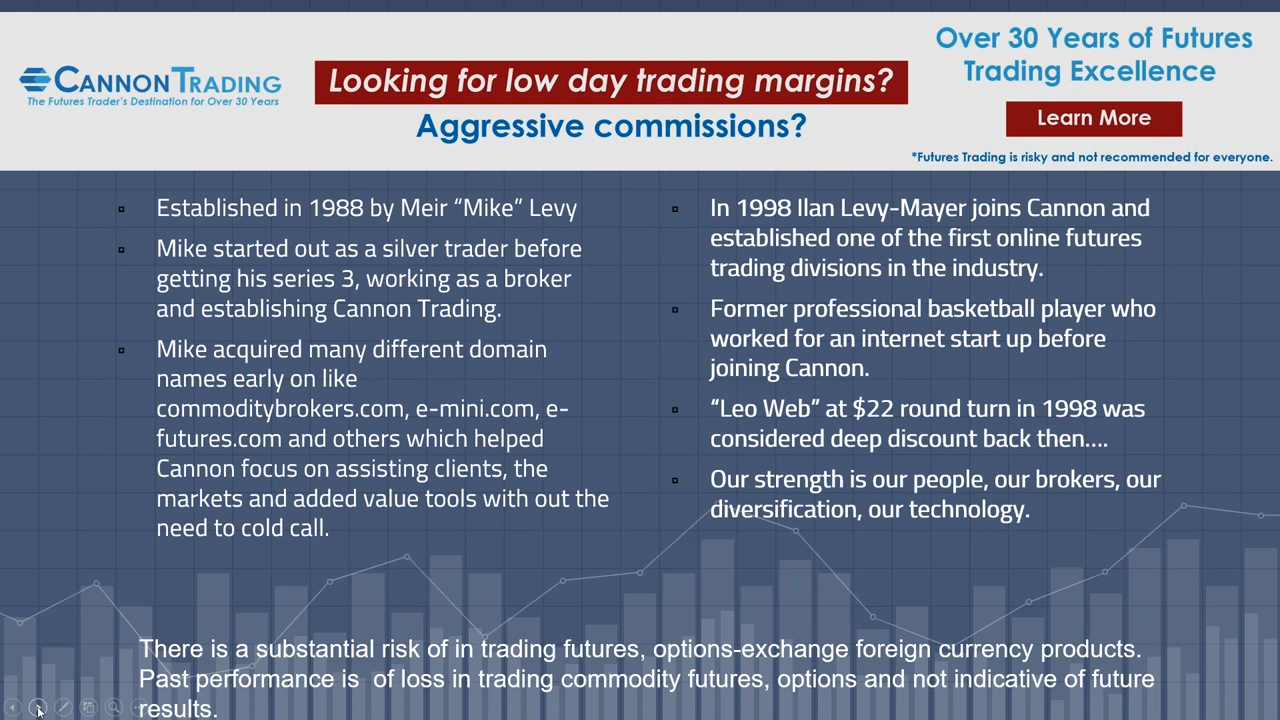 CANNON TRADING
The Futures Trader's Destination for Over 30 Years
Looking for low day trading margins?
Aggressive commissions?
Over 30 Years of Futures
Trading Excellence
Learn More
*Futures Trading is risky and not recommended for everyone.
Established in 1988 by Meir “Mike” Levy
Mike started out as a silver trader before
getting his series 3, working as a broker
and establishing Cannon Trading.
Mike acquired many different domain
names early on like
commoditybrokers.com, e-mini.com, e-
futures.com and others which helped
Cannon focus on assisting clients, the
markets and added value tools with out the
need to cold call.
In 1998 Ilan Levy-Mayer joins Cannon and
established one of the first online futures
trading divisions in the industry.
Former professional basketball player who
worked for an internet start up before
joining Cannon.
“Leo Web” at $22 round turn in 1998 was
considered deep discount back then….
Our strength is our people, our brokers, our
diversification, our technology.
There is a substantial risk of in trading futures, options-exchange foreign currency products.
Past performance is  of loss in trading commodity futures, options and not indicative of future
results.